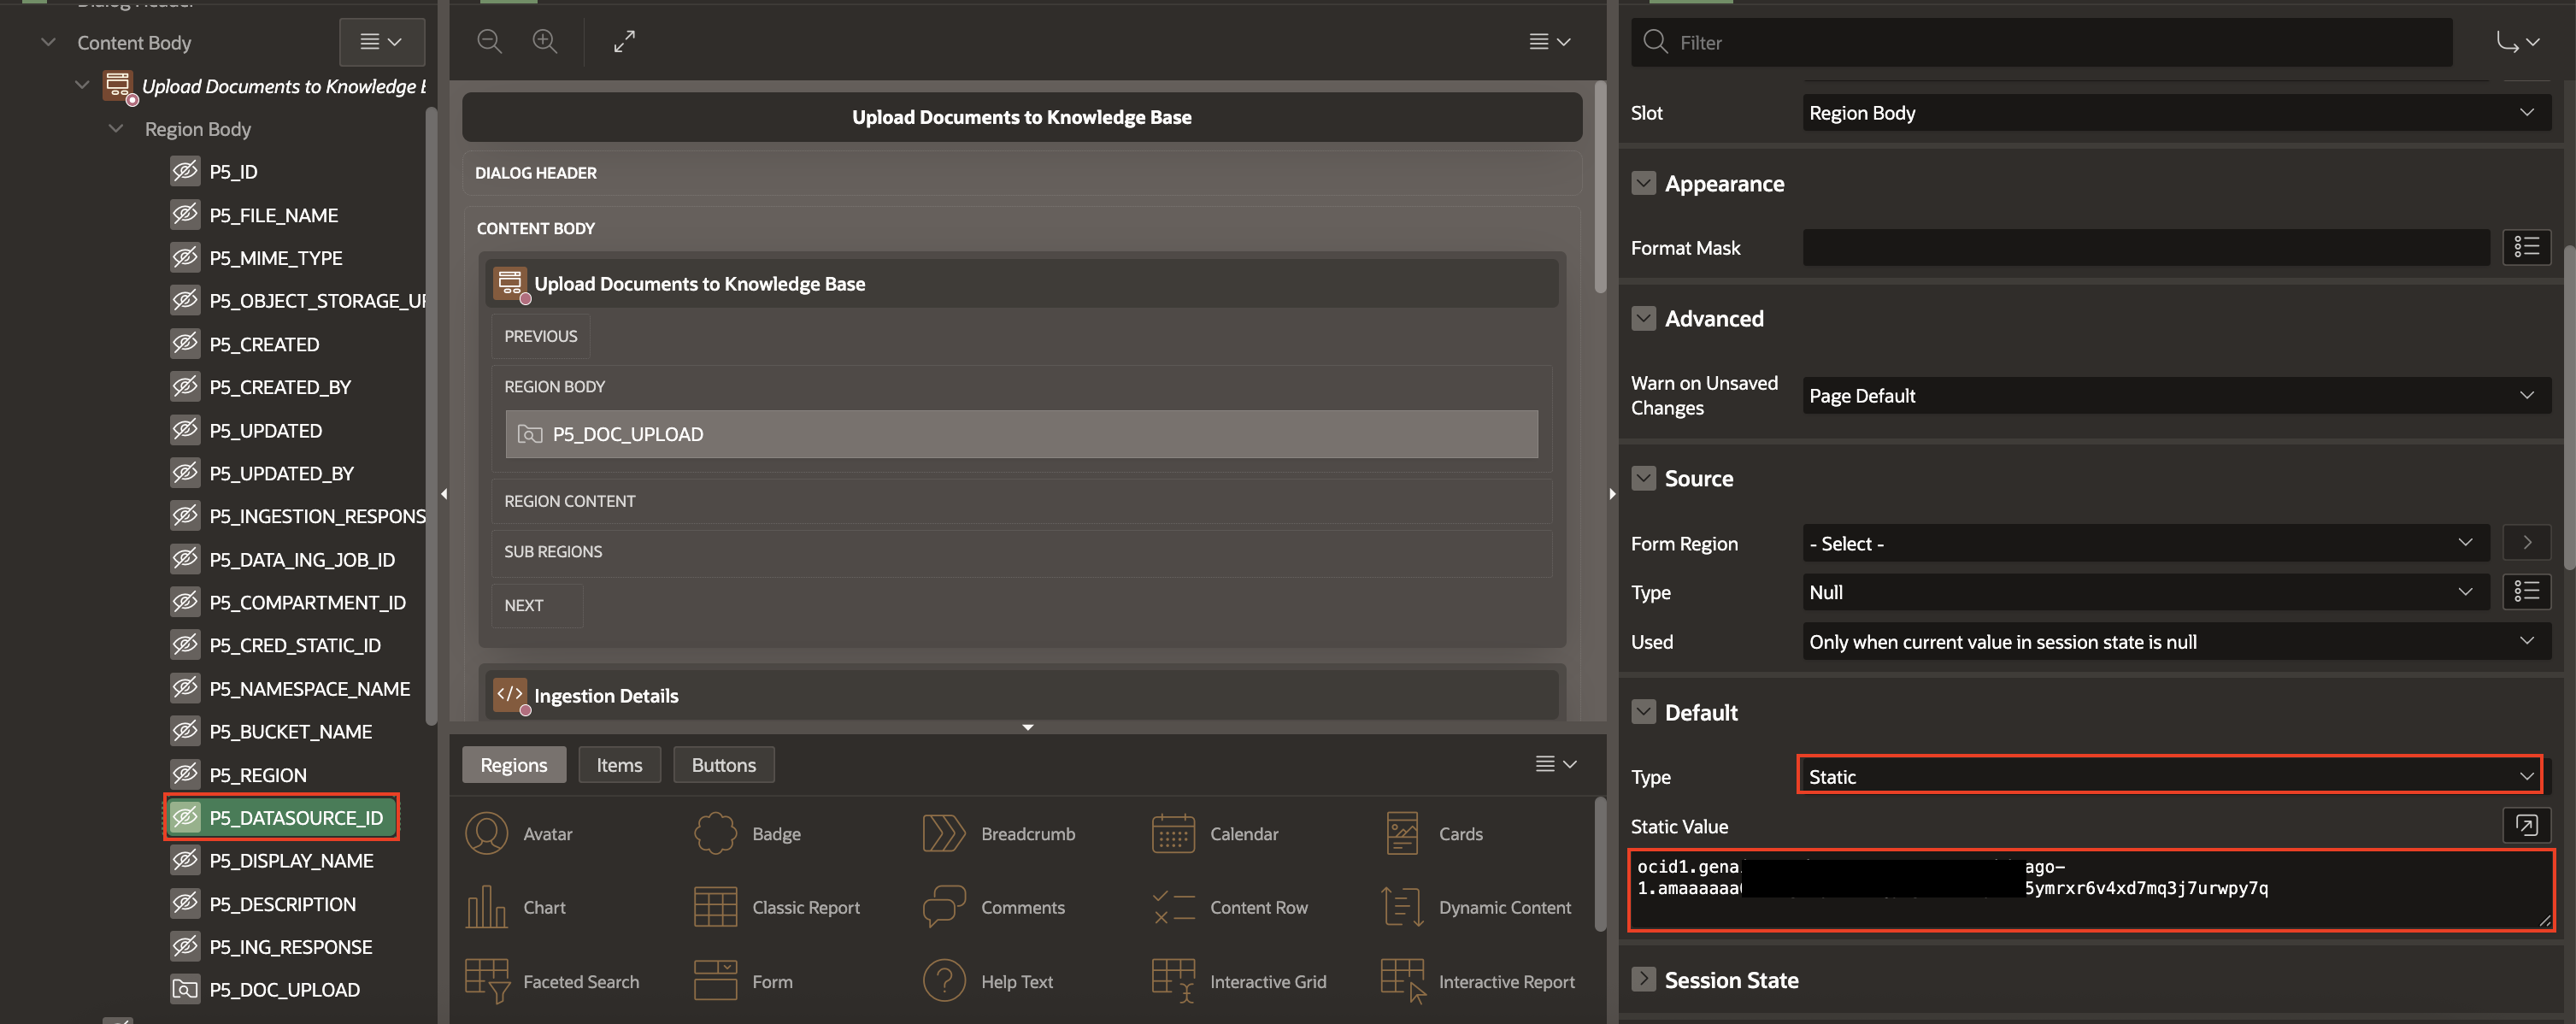 Content Body
Upload Documents to Knowledge
Region Body
P5_ID
P5_FILE_NAME
P5_MIME_TYPE
P5_OBJECT_STORAGE_UR
P5_CREATED
P5_CREATED_BY
P5_UPDATED
P5_UPDATED_BY
P5_INGESTION_RESPONS
P5_DATA_ING_JOB_ID
P5_COMPARTMENT_ID
P5_CRED_STATIC_ID
P5_NAMESPACE_NAME
P5_BUCKET_NAME
P5_REGION
P5_DATASOURCE_ID
P5_DISPLAY_NAME
P5_DESCRIPTION
P5_ING_RESPONSE
P5_DOC_UPLOAD
Upload Documents to Knowledge Base
DIALOG HEADER
CONTENT BODY
Upload Documents to Knowledge Base
PREVIOUS
REGION BODY
P5_DOC_UPLOAD
REGION CONTENT
SUB REGIONS
NEXT
Ingestion Details
Regions Items Buttons
Avatar Badge Breadcrumb Calendar Cards
Chart Classic Report Comments Content Row Dynamic Content
Faceted Search Form Help Text Interactive Grid Interactive Report
Filter
Slot Region Body
Appearance
Format Mask
Advanced
Warn on Unsaved
Changes
Page Default
Source
Form Region - Select -
Type Null
Used Only when current value in session state is null
Default
Type Static
Static Value
ocid1.gena ago-
1.amaaaaaa 5ymrxr6v4xd7mq3j7urwpy7q
Session State